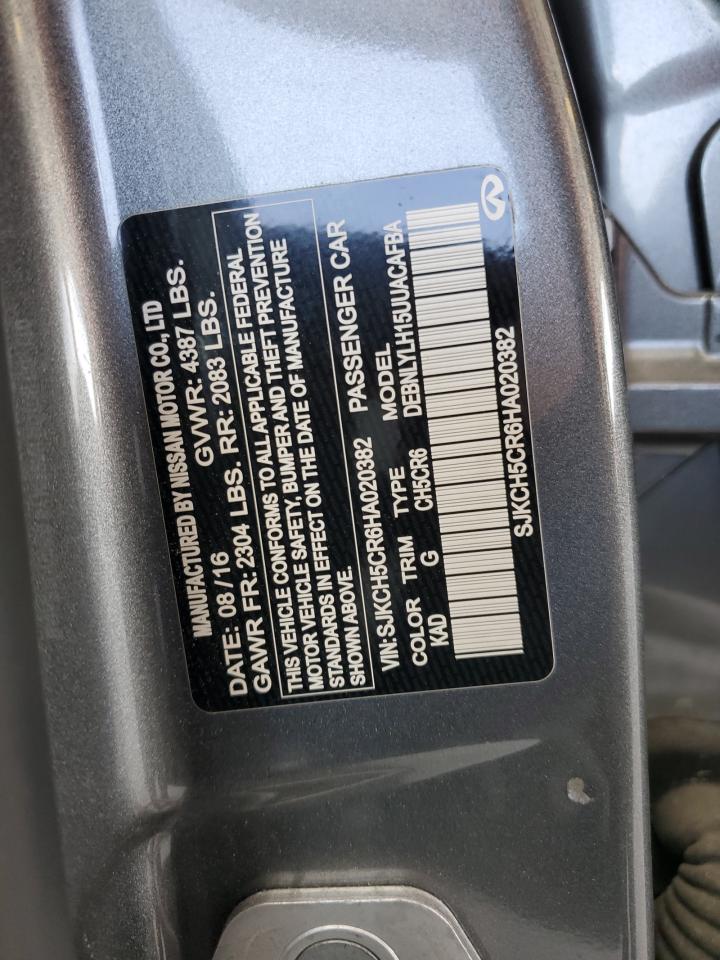 MANUFACTURED BY NISSAN MOTOR CO., LTD
DATE: 08 / 16 GVWR: 4387 LBS.
GAWR FR: 2304 LBS. RR: 2083 LBS.
THIS VEHICLE CONFORMS TO ALL APPLICABLE FEDERAL
MOTOR VEHICLE SAFETY, BUMPER AND THEFT PREVENTION
STANDARDS IN EFFECT ON THE DATE OF MANUFACTURE
SHOWN ABOVE.
VIN: SJKCH5CR6HA020382 PASSENGER CAR
COLOR TRIM TYPE MODEL
KAD G CH5CR6 DEBNLYLH15UUACAFBA
SJKCH5CR6HA020382